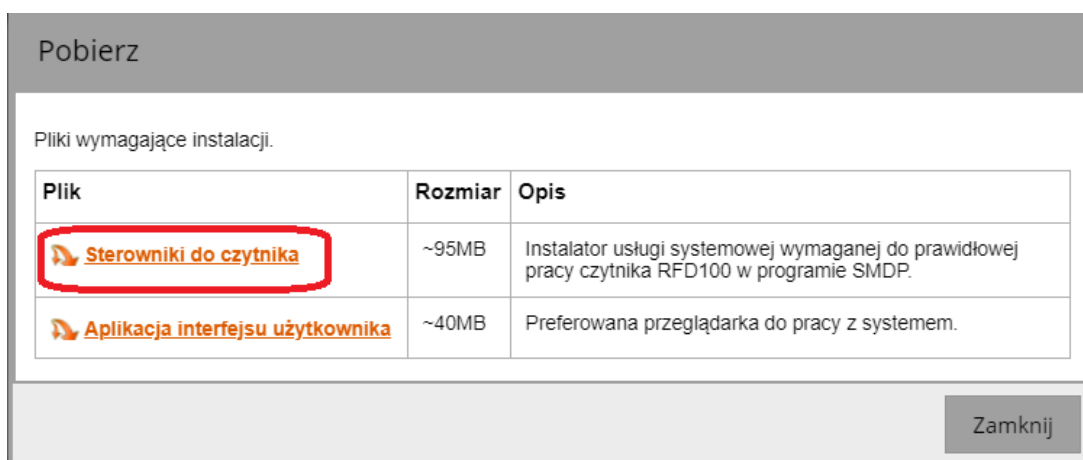 Pobierz
Pliki wymagające instalacji.
Plik Rozmiar Opis
Sterowniki do czytnika ~95MB Instalator usługi systemowej wymaganej do prawidłowej
pracy czytnika RFD100 w programie SMDP.
Aplikacja interfejsu użytkownika ~40MB Preferowana przeglądarka do pracy z systemem.
Zamknij